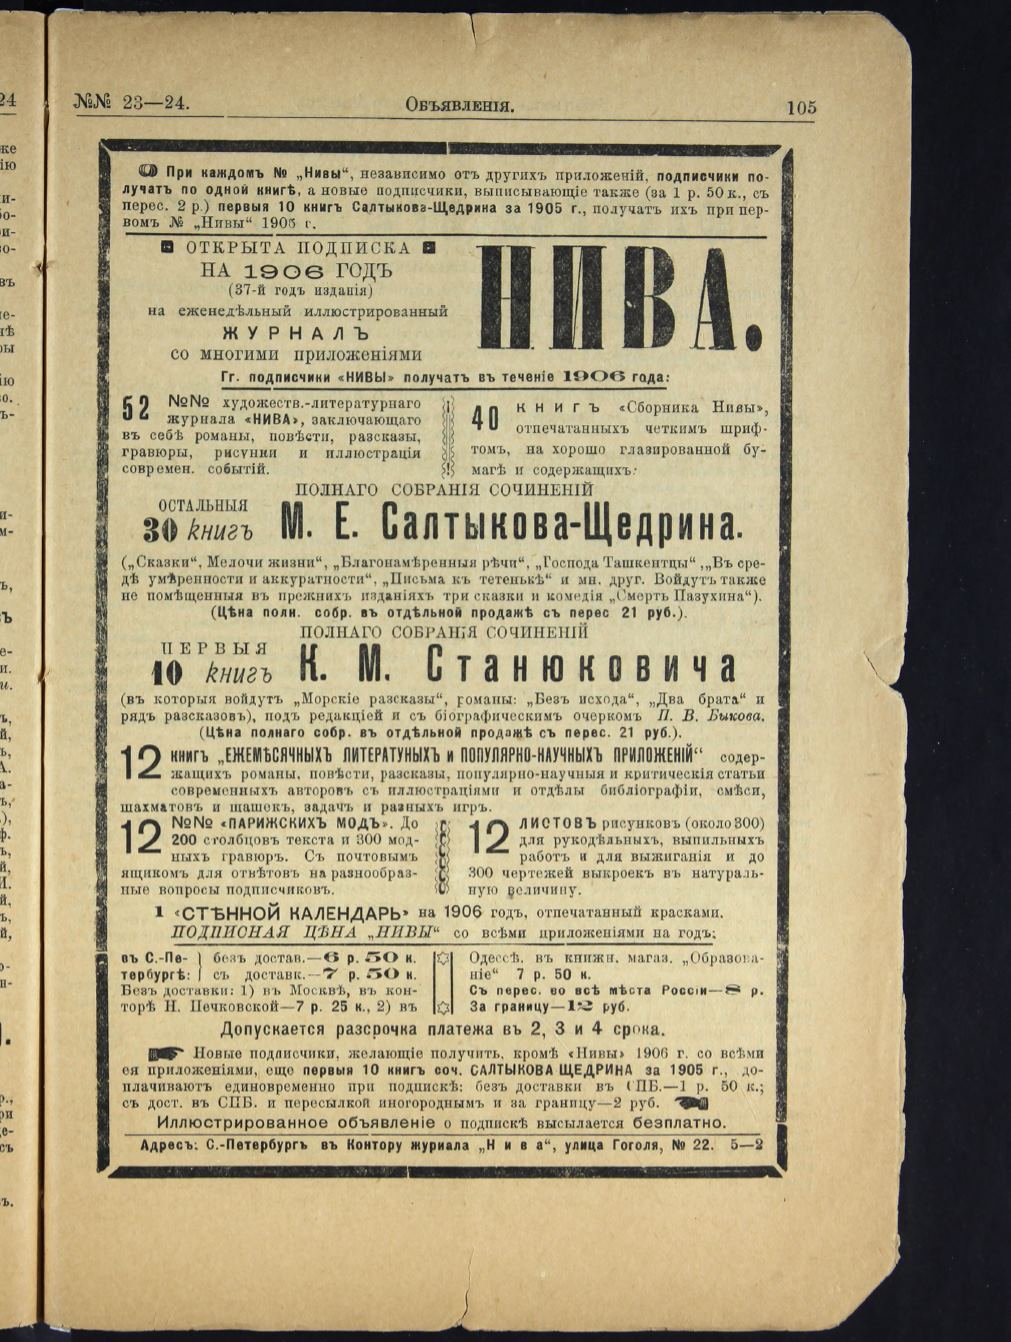 №№ 23—24.
Объявленія.
105
При каждомъ № „Нивы“, независимо отъ другихъ приложеній, подписчики по-
лучатъ по одной книгѣ, а новые подписчики, выписывающіе также (за 1 р. 50 к., съ
перес. 2 р.) первыя 10 книгъ Салтыкова-Щедрина за 1905 г., получатъ ихъ при пер-
вомъ № „Нивы“ 1906 г.
ОТКРЫТА ПОДПИСКА
НА 1906 ГОДЪ
(37-й годъ изданія)
на еженедѣльный иллюстрированный
ЖУРНАЛЪ
со многими приложеніями
НИВА.
Гг. подписчики «НИВЫ» получатъ въ теченіе 1906 года:
52 №№ художеств.-литературнаго
журнала «НИВА», заключающаго
въ себѣ романы, повѣсти, разсказы,
гравюры, рисунки и иллюстраціи
современ. событій.
40 КНИГЪ «Сборника Нивы»,
отпечатанныхъ четкимъ шриф-
томъ, на хорошо глазированной бу-
магѣ и содержащихъ:
ПОЛНАГО СОБРАНІЯ СОЧИНЕНІЙ
ОСТАЛЬНЫЯ
30 книгъ М. Е. Салтыкова-Щедрина.
(„Сказки“, Мелочи жизни“, „Благонамѣренныя рѣчи“, „Господа Ташкентцы“ „Въ сре-
дѣ умѣренности и аккуратности“, „Письма къ тетенькѣ“ и мн. друг. Войдутъ также
не помѣщенныя въ прежнихъ изданіяхъ три сказки и комедія „Смерть Пазухина“).
(Цѣна полн. собр. въ отдѣльной продажѣ съ перес 21 руб.).
ПОЛНАГО СОБРАНІЯ СОЧИНЕНІЙ
ПЕРВЫЯ
10 книгъ К. М. Станюковича
(въ которыя войдутъ „Морскіе разсказы“, романы: „Безъ исхода“, „Два брата“ и
рядъ разсказовъ), подъ редакціей и съ біографическимъ очеркомъ П. В. Быкова.
(Цѣна полнаго собр. въ отдѣльной продажѣ съ перес. 21 руб.).
12 КНИГЪ „ЕЖЕМѢСЯЧНЫХЪ ЛИТЕРАТУНЫХЪ и ПОПУЛЯРНО-НАУЧНЫХЪ ПРИЛОЖЕНІЙ“ содер-
жащихъ романы, повѣсти, разсказы, популярно-научныя и критическія статьи
современныхъ авторовъ съ иллюстраціями и отдѣлы библіографіи, смѣси,
шахматовъ и шашекъ, задачъ и разныхъ игръ.
12 №№ «ПАРИЖСКИХЪ МОДЪ». До
200 столбцовъ текста и 300 мод-
ныхъ гравюръ. Съ почтовымъ
ящикомъ для отвѣтовъ на разнообраз-
ные вопросы подписчиковъ.
12 ЛИСТОВЪ рисунковъ (около 300)
для рукодѣльныхъ, выпильныхъ
работъ и для выжиганія и до
300 чертежей выкроекъ въ натураль-
ную величину.
1 «СТѢННОЙ КАЛЕНДАРЬ» на 1906 годъ, отпечатанный красками.
ПОДПИСНАЯ ЦѢНА „НИВЫ“ со всѣми приложеніями на годъ:
въ С.-Пе- безъ достав.—6 р. 50 к.
тербургѣ: съ доставк.—7 р. 50 к.
Безъ доставки: 1) въ Москвѣ, въ кон-
торѣ Н. Печковской—7 р. 25 к., 2) въ
Одессѣ, въ книжн. магаз. „Образова-
ніе“ 7 р. 50 к.
Съ перес. во всѣ мѣста Россіи—8 р.
За границу—12 руб.
Допускается разсрочка платежа въ 2, 3 и 4 срока.
Новые подписчики, желающіе получить, кромѣ «Нивы» 1906 г. со всѣми
ея приложеніями, еще первыя 10 книгъ соч. САЛТЫКОВА ЩЕДРИНА за 1905 г., до-
плачиваютъ единовременно при подпискѣ: безъ доставки въ СПБ.—1 р. 50 к.;
съ дост. въ СПБ. и пересылкой иногороднымъ и за границу—2 руб.
Иллюстрированное объявленіе о подпискѣ высылается безплатно.
Адресъ: С.-Петербургъ въ Контору журнала „Нива“, улица Гоголя, № 22. 5—2